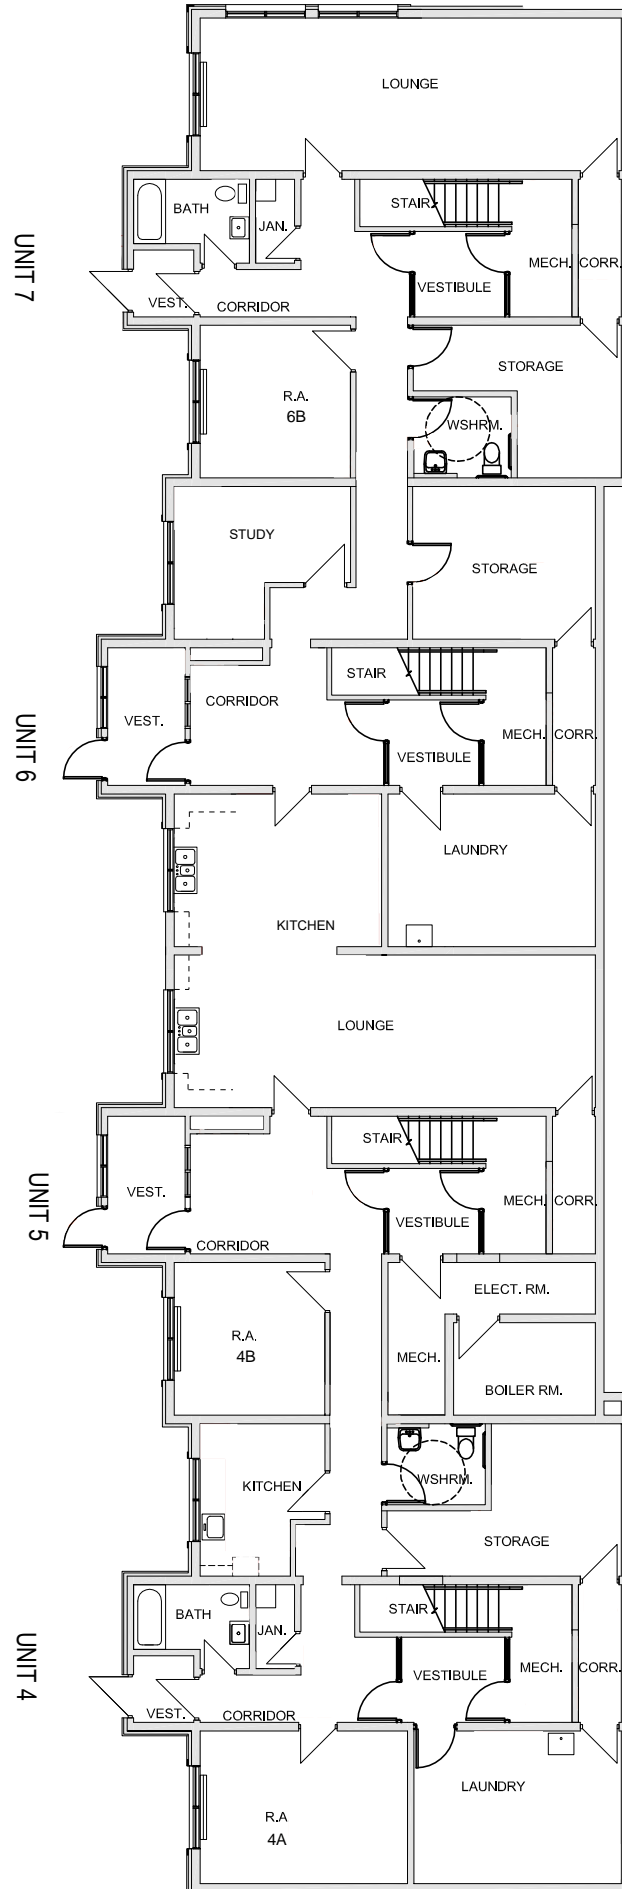 LOUNGE
BATH
JAN.
STAIR
MECH.
CORR.
VEST.
CORRIDOR
VESTIBULE
UNIT 7
R.A.
6B
STORAGE
WSHRM.
STUDY
STORAGE
STAIR
VEST.
CORRIDOR
VESTIBULE
MECH.
CORR.
UNIT 6
LAUNDRY
KITCHEN
LOUNGE
STAIR
VEST.
MECH.
CORR.
VESTIBULE
CORRIDOR
UNIT 5
ELECT. RM.
R.A.
4B
MECH.
BOILER RM.
KITCHEN
WSHRM.
STORAGE
BATH
JAN.
STAIR
VESTIBULE
MECH.
CORR.
VEST.
CORRIDOR
UNIT 4
LAUNDRY
R.A
4A